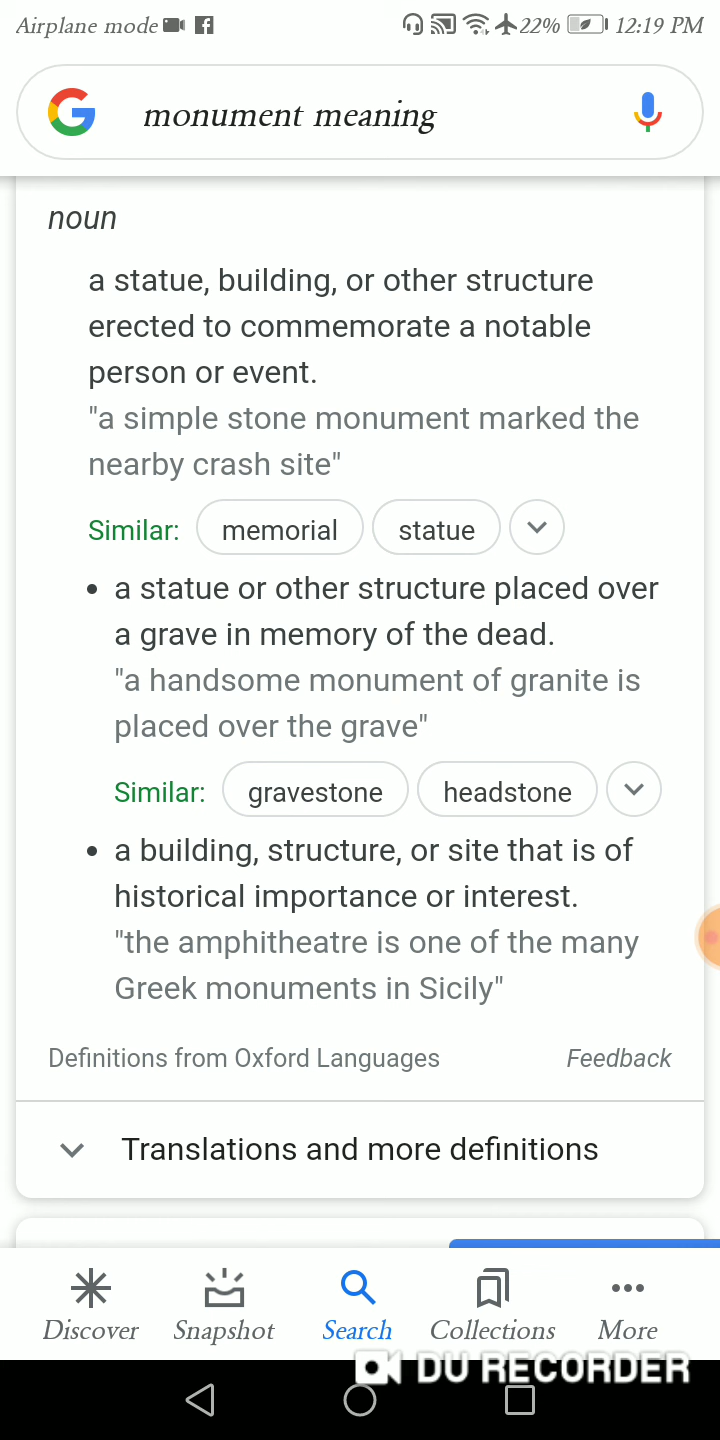 Airplane mode 22% 12:19 PM
monument meaning
noun
a statue, building, or other structure
erected to commemorate a notable
person or event.
"a simple stone monument marked the
nearby crash site"
Similar: memorial statue
• a statue or other structure placed over
a grave in memory of the dead.
"a handsome monument of granite is
placed over the grave"
Similar: gravestone headstone
• a building, structure, or site that is of
historical importance or interest.
"the amphitheatre is one of the many
Greek monuments in Sicily"
Definitions from Oxford Languages Feedback
Translations and more definitions
Discover Snapshot Search Collections More
DU RECORDER